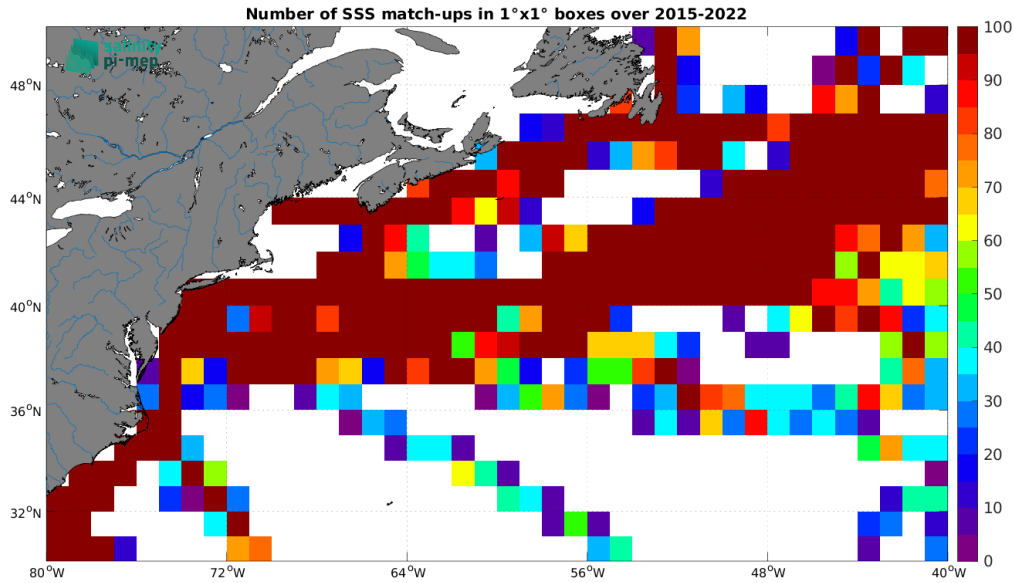 Number of SSS match-ups in 1°x1° boxes over 2015-2022
salinity
pi-mep
48°N
44°N
40°N
36°N
32°N
80°W
72°W
64°W
56°W
48°W
40°W
100
90
80
70
60
50
40
30
20
10
0